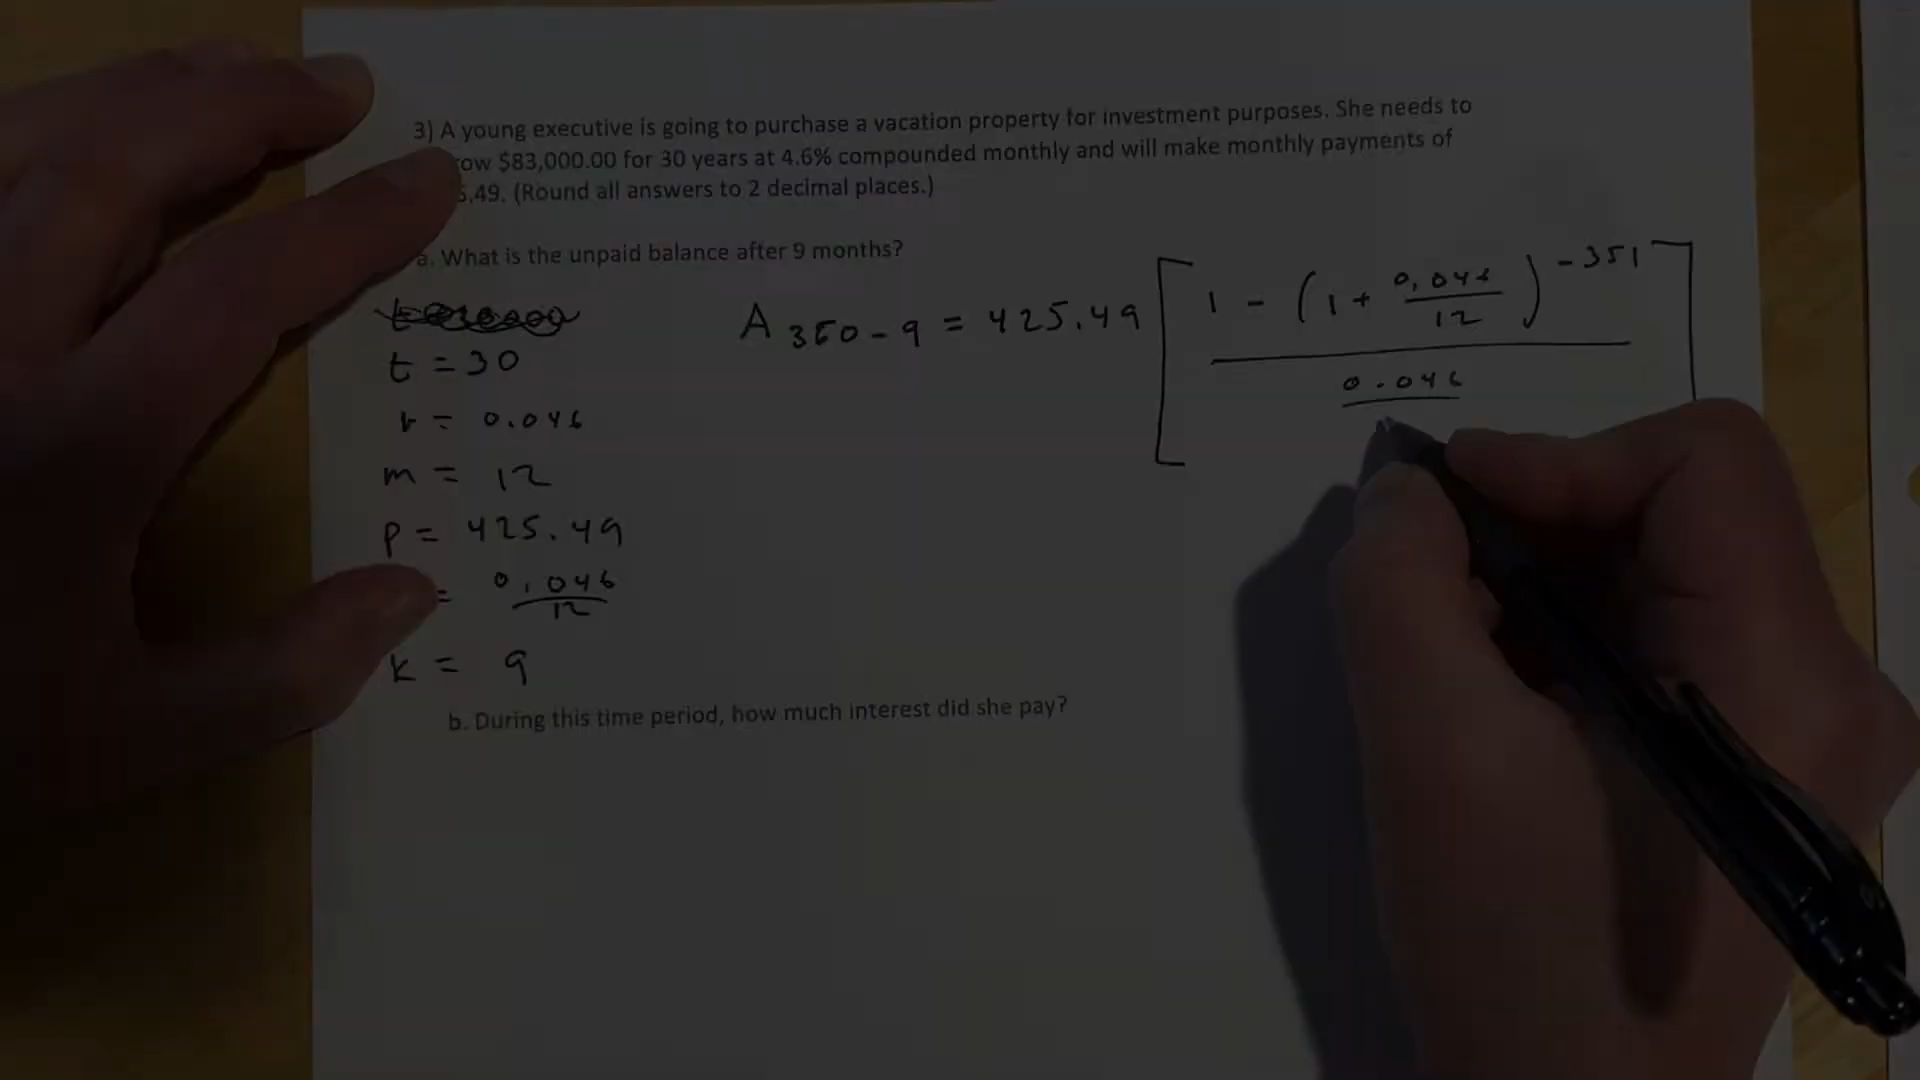 3) A young executive is going to purchase a vacation property for investment purposes. She needs to
row $83,000.00 for 30 years at 4.6% compounded monthly and will make monthly payments of
.49. (Round all answers to 2 decimal places.)
a. What is the unpaid balance after 9 months?
t = 30
r = 0.046
m = 12
p = 425.49
= 0.046 / 12
k = 9
A 360 - 9 = 425.49 [ 1 - ( 1 + 0.046 / 12 ) -351 ]
0.046
b. During this time period, how much interest did she pay?